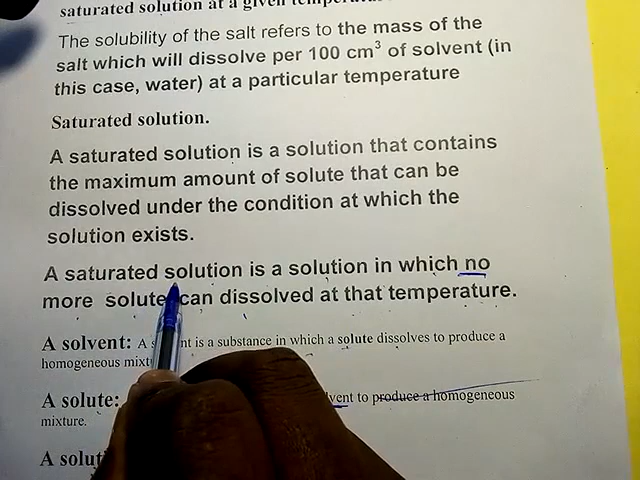 saturated solution at a given
The solubility of the salt refers to the mass of the
salt which will dissolve per 100 cm³ of solvent (in
this case, water) at a particular temperature
Saturated solution.
A saturated solution is a solution that contains
the maximum amount of solute that can be
dissolved under the condition at which the
solution exists.
A saturated solution is a solution in which no
more solute can dissolved at that temperature.
A solvent: A is a substance in which a solute dissolves to produce a
homogeneous
A solute: to produce a homogeneous
mixture.